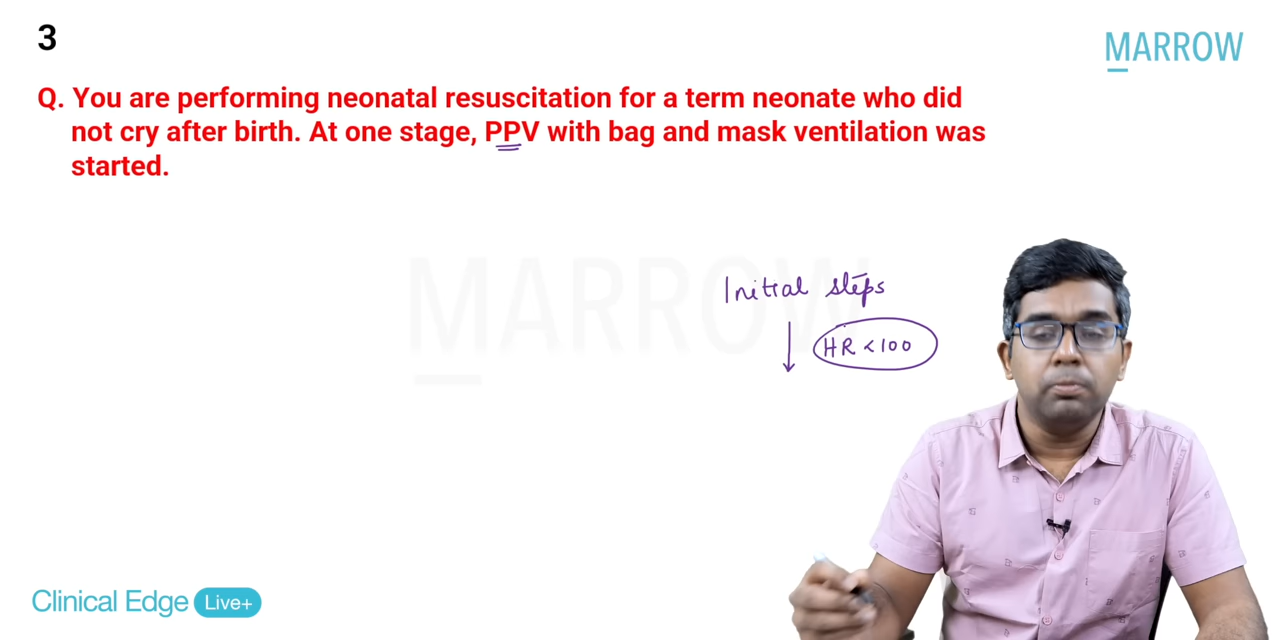 3
MARROW
Q. You are performing neonatal resuscitation for a term neonate who did
not cry after birth. At one stage, PPV with bag and mask ventilation was
started.
MARROW
Initial steps
HR < 100
Clinical Edge Live+